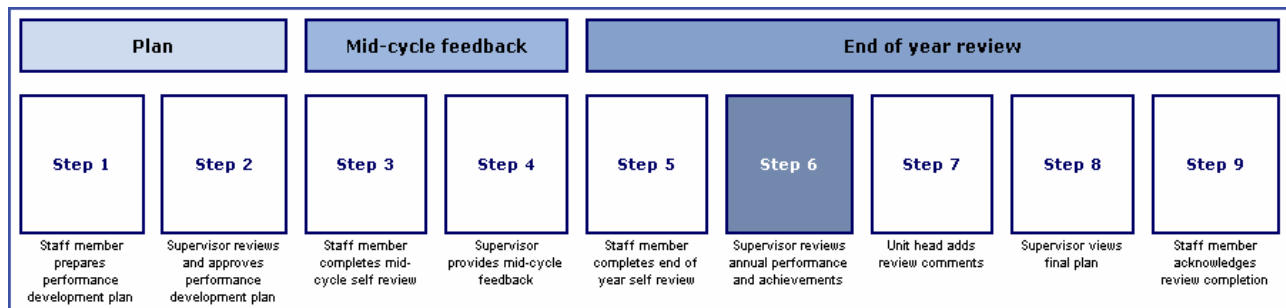 Plan
Mid-cycle feedback
End of year review
Step 1
Step 2
Step 3
Step 4
Step 5
Step 6
Step 7
Step 8
Step 9
Staff member
prepares
performance
development plan
Supervisor reviews
and approves
performance
development plan
Staff member
completes mid-
cycle self review
Supervisor
provides mid-cycle
feedback
Staff member
completes end of
year self review
Supervisor reviews
annual performance
and achievements
Unit head adds
review comments
Supervisor views
final plan
Staff member
acknowledges
review completion